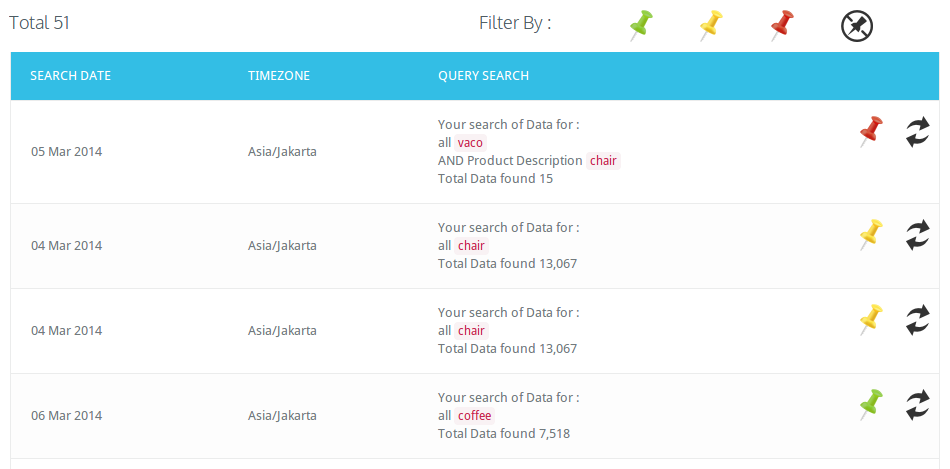 Total 51
Filter By :
SEARCH DATE TIMEZONE QUERY SEARCH
05 Mar 2014 Asia/Jakarta
Your search of Data for :
all vaco
AND Product Description chair
Total Data found 15
04 Mar 2014 Asia/Jakarta
Your search of Data for :
all chair
Total Data found 13,067
04 Mar 2014 Asia/Jakarta
Your search of Data for :
all chair
Total Data found 13,067
06 Mar 2014 Asia/Jakarta
Your search of Data for :
all coffee
Total Data found 7,518